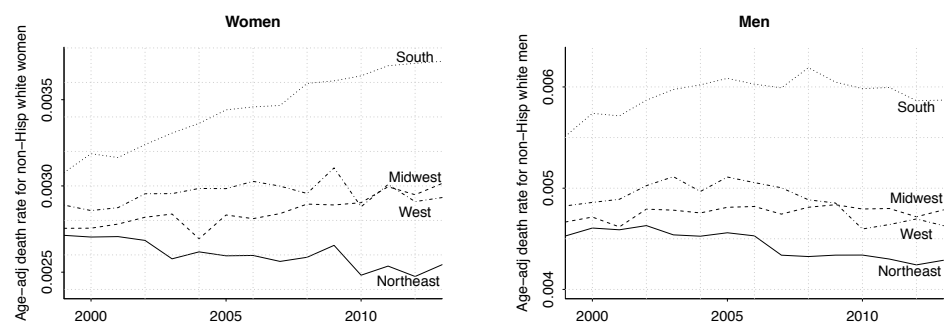 Women
Age−adj death rate for non−Hisp white women
0.0035
0.0030
0.0025
South
Midwest
West
Northeast
2000 2005 2010
Men
Age−adj death rate for non−Hisp white men
0.006
0.005
0.004
South
Midwest
West
Northeast
2000 2005 2010